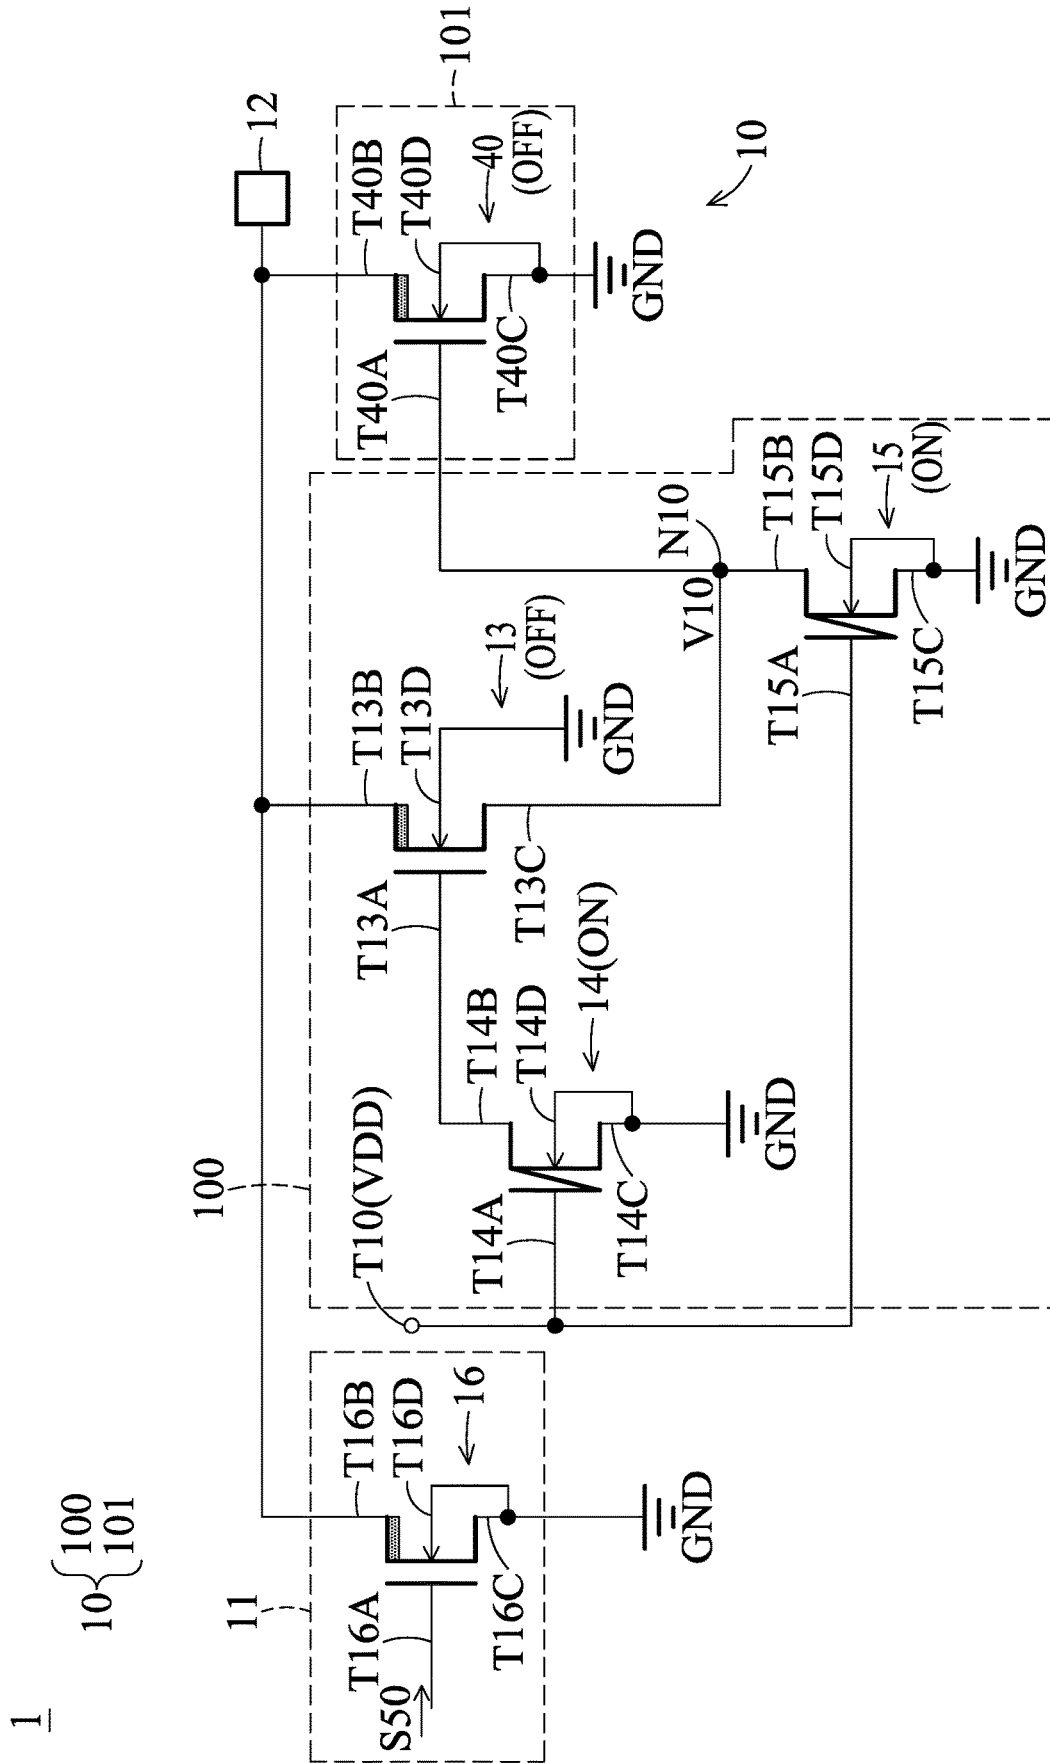 1
10
100
101
11
S50
T16A
T16B
T16D
16
T16C
GND
100
T10(VDD)
T14A
T14B
T14D
14(ON)
T14C
GND
T13A
T13B
T13D
13
(OFF)
T13C
GND
N10
V10
T15A
T15B
T15D
15
(ON)
T15C
GND
12
101
T40A
T40B
T40D
40
(OFF)
T40C
GND
10